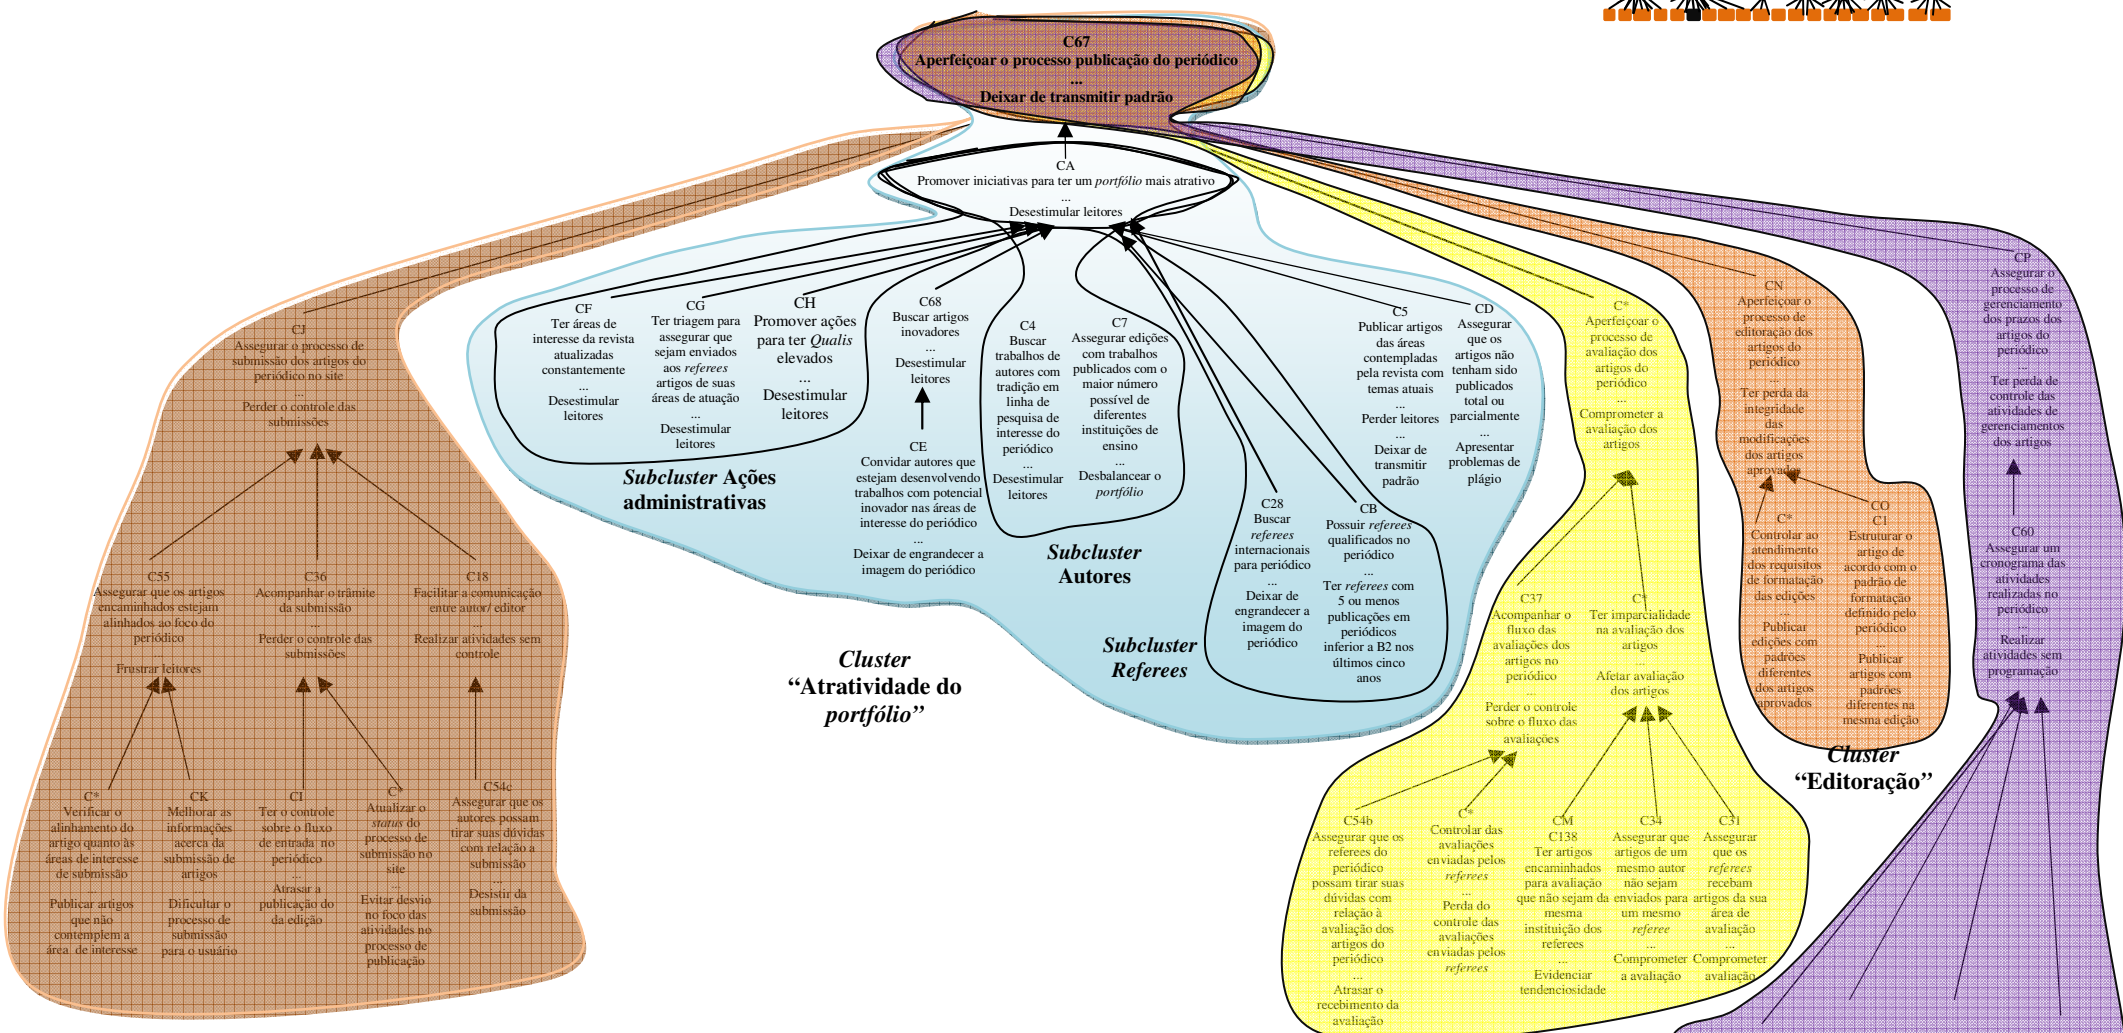 C67
Aperfeiçoar o processo publicação do periódico
...
Deixar de transmitir padrão
CA
Promover iniciativas para ter um portfólio mais atrativo
...
Desestimular leitores
CJ
Assegurar o processo de
submissão dos artigos do
periódico no site
...
Perder o controle das
submissões
C55
Assegurar que os artigos
encaminhados estejam
alinhados ao foco do
periódico
...
Frustrar leitores
C36
Acompanhar o trâmite
da submissão
...
Perder o controle das
submissões
C18
Facilitar a comunicação
entre autor/ editor
...
Realizar atividades sem
controle
C*
Verificar o
alinhamento do
artigo quanto às
áreas de interesse
de submissão
...
Publicar artigos
que não
contemplem a
área de interesse
CK
Melhorar as
informações
acerca da
submissão de
artigos
...
Dificultar o
processo de
submissão
para o usuário
CI
Ter o controle
sobre o fluxo
de entrada no
periódico
...
Atrasar a
publicação do
da edição
C*
Atualizar o
status do
processo de
submissão no
site
...
Evitar desvio
no foco das
atividades no
processo de
publicação
C54c
Assegurar que os
autores possam
tirar suas dúvidas
com relação a
submissão
...
Desistir da
submissão
CF
Ter áreas de
interesse da revista
atualizadas
constantemente
...
Desestimular
leitores
CG
Ter triagem para
assegurar que
sejam enviados
aos referees
artigos de suas
áreas de atuação
...
Desestimular
leitores
CH
Promover ações
para ter Qualis
elevados
...
Desestimular
leitores
Subcluster Ações
administrativas
C68
Buscar artigos
inovadores
...
Desestimular
leitores
CE
Convidar autores que
estejam desenvolvendo
trabalhos com potencial
inovador nas áreas de
interesse do periódico
...
Deixar de engrandecer a
imagem do periódico
C4
Buscar
trabalhos de
autores com
tradição em
linha de
pesquisa de
interesse do
periódico
...
Desestimular
leitores
C7
Assegurar edições
com trabalhos
publicados com o
maior número
possível de
diferentes
instituições de
ensino
...
Desbalancear o
portfólio
Subcluster
Autores
C28
Buscar
referees
internacionais
para periódico
...
Deixar de
engrandecer a
imagem do
periódico
CB
Possuir referees
qualificados no
periódico
...
Ter referees com
5 ou menos
publicações em
periódicos
inferior a B2 nos
últimos cinco
anos
Subcluster
Referees
C5
Publicar artigos
das áreas
contempladas
pela revista com
temas atuais
...
Perder leitores
...
Deixar de
transmitir
padrão
CD
Assegurar
que os
artigos não
tenham sido
publicados
total ou
parcialmente
...
Apresentar
problemas de
plágio
Cluster
“Atratividade do
portfólio”
C*
Aperfeiçoar o
processo de
avaliação dos
artigos do
periódico
...
Comprometer a
avaliação dos
artigos
C37
Acompanhar o
fluxo das
avaliações dos
artigos no
periódico
...
Perder o controle
sobre o fluxo das
avaliações
C*
Ter imparcialidade
na avaliação dos
artigos
...
Afetar avaliação
dos artigos
C54b
Assegurar que os
referees do
periódico
possam tirar suas
dúvidas com
relação à
avaliação dos
artigos do
periódico
...
Atrasar o
recebimento da
avaliação
C*
Controlar das
avaliações
enviadas pelos
referees
...
Perda do
controle das
avaliações
enviadas pelos
referees
CM
C138
Ter artigos
encaminhados
para avaliação
que não sejam da
mesma
instituição dos
referees
...
Evidenciar
tendenciosidade
C34
Assegurar que
artigos de um
mesmo autor
não sejam
enviados para
um mesmo
referee
...
Comprometer
a avaliação
C31
Assegurar
que os
referees
recebam
artigos da sua
área de
avaliação
...
Comprometer
avaliação
CN
Aperfeiçoar o
processo de
editoração dos
artigos do
periódico
...
Ter perda da
integridade
das
modificações
dos artigos
aprovados
C*
Controlar ao
atendimento
dos requisitos
de formatação
das edições
...
Publicar
edições com
padrões
diferentes
dos artigos
aprovados
CO
C1
Estruturar o
artigo de
acordo com o
padrão de
formatação
definido pelo
periódico
...
Publicar
artigos com
padrões
diferentes na
mesma edição
Cluster
“Editoração”
CP
Assegurar o
processo de
gerenciamento
dos prazos dos
artigos do
periódico
...
Ter perda de
controle das
atividades de
gerenciamentos
dos artigos
C60
Assegurar um
cronograma das
atividades
realizadas no
periódico
...
Realizar
atividades sem
programação